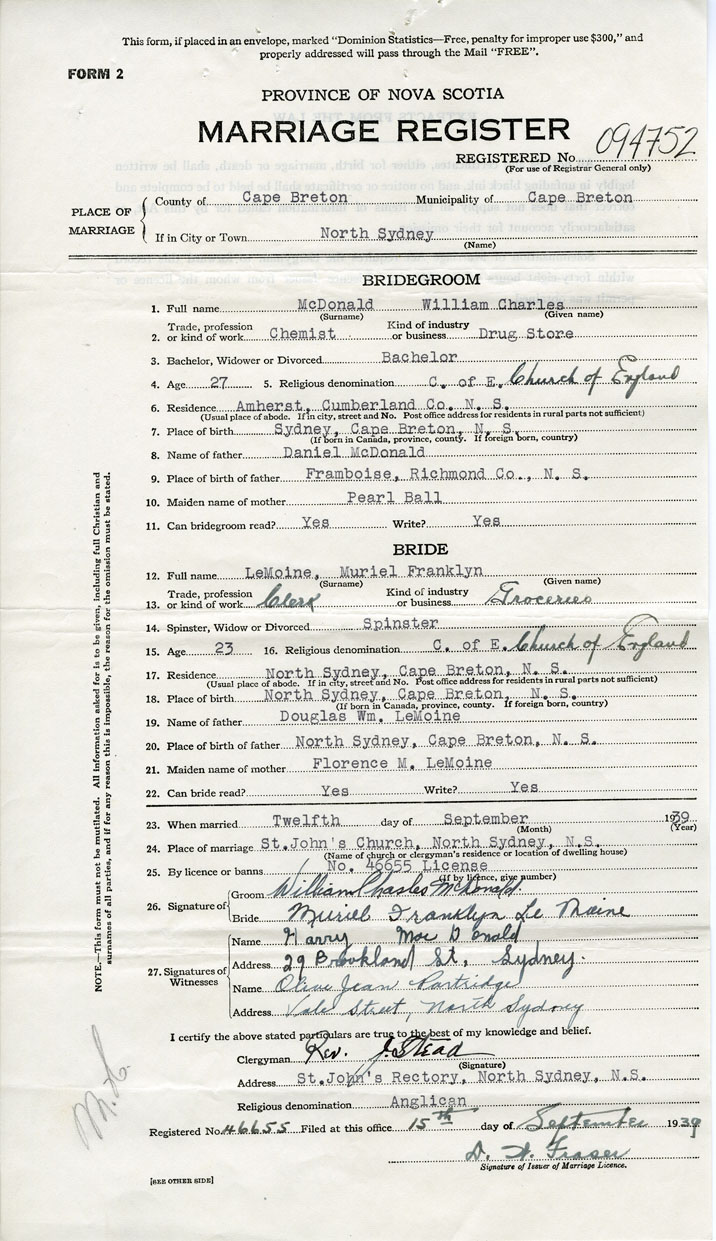 This form, if placed in an envelope, marked "Dominion Statistics—Free, penalty for improper use $300," and
properly addressed will pass through the Mail "FREE".
FORM 2
PROVINCE OF NOVA SCOTIA
MARRIAGE REGISTER
REGISTERED No. 094752
(For use of Registrar General only)
PLACE OF MARRIAGE
County of Cape Breton Municipality of Cape Breton
If in City or Town North Sydney
(Name)
BRIDEGROOM
1. Full name McDonald William Charles
(Surname) (Given name)
2. Trade, profession or kind of work Chemist Kind of industry or business Drug Store
3. Bachelor, Widower or Divorced Bachelor
4. Age 27 5. Religious denomination C. of E. Church of England
6. Residence Amherst, Cumberland Co. N. S.
(Usual place of abode. If in city, street and No. Post office address for residents in rural parts not sufficient)
7. Place of birth Sydney, Cape Breton, N. S.
(If born in Canada, province, county. If foreign born, country)
8. Name of father Daniel McDonald
9. Place of birth of father Framboise, Richmond Co., N. S.
10. Maiden name of mother Pearl Ball
11. Can bridegroom read? Yes Write? Yes
BRIDE
12. Full name LeMoine, Muriel Franklyn
(Surname) (Given name)
13. Trade, profession or kind of work Clerk Kind of industry or business Groceries
14. Spinster, Widow or Divorced Spinster
15. Age 23 16. Religious denomination C. of E. Church of England
17. Residence North Sydney, Cape Breton, N. S.
(Usual place of abode. If in city, street and No. Post office address for residents in rural parts not sufficient)
18. Place of birth North Sydney, Cape Breton, N. S.
(If born in Canada, province, county. If foreign born, country)
19. Name of father Douglas Wm. LeMoine
20. Place of birth of father North Sydney, Cape Breton, N. S.
21. Maiden name of mother Florence M. LeMoine
22. Can bride read? Yes Write? Yes
23. When married Twelfth day of September 1939
(Month) (Year)
24. Place of marriage St.John's Church, North Sydney, N.S.
(Name of church or clergyman's residence or location of dwelling house)
25. By licence or banns No. 46655 License
(If by licence, give number)
26. Signature of
Groom William Charles McDonald.
Bride Muriel Franklyn Le Moine
27. Signatures of Witnesses
Name Harry Mac Donald
Address 29 Brookland St., Sydney.
Name Olive Jean Partridge
Address Vale Street, North Sydney
I certify the above stated particulars are true to the best of my knowledge and belief.
Clergyman Rev. J. Stead
(Signature)
Address St.John's Rectory, North Sydney, N.S.
Religious denomination Anglican
Registered No. 46655 Filed at this office 15th day of September 1939
D. W. Fraser
Signature of Issuer of Marriage Licence.
[SEE OTHER SIDE]
NOTE.—This form must not be mutilated. All information asked for is to be given, including full Christian and
surnames of all parties, and if for any reason this is impossible, the reason for the omission must be stated.